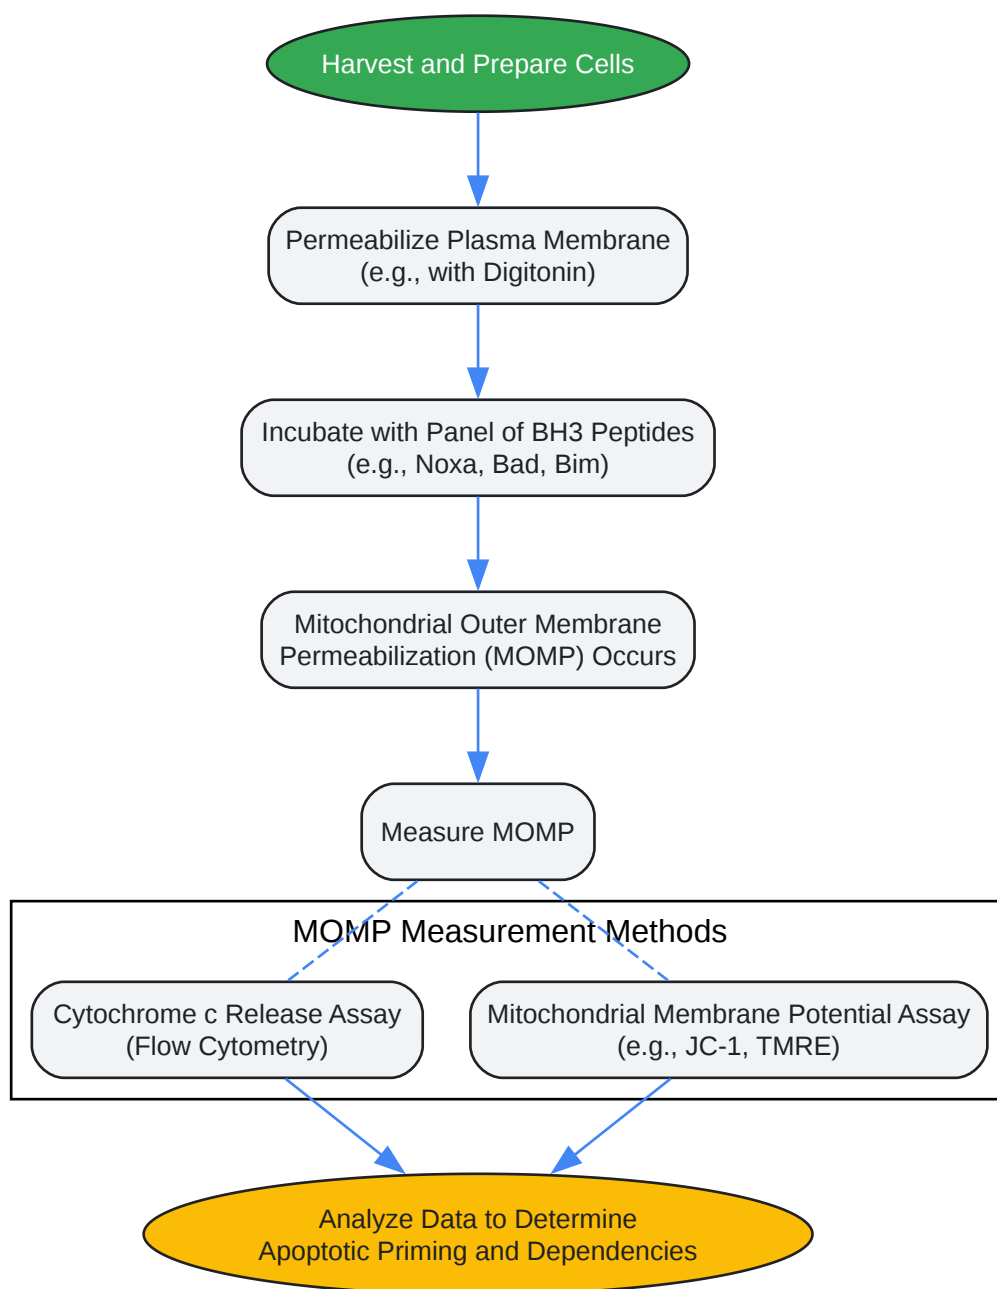 Harvest and Prepare Cells
Permeabilize Plasma Membrane
(e.g., with Digitonin)
Incubate with Panel of BH3 Peptides
(e.g., Noxa, Bad, Bim)
Mitochondrial Outer Membrane
Permeabilization (MOMP) Occurs
Measure MOMP
MOMP Measurement Methods
Cytochrome c Release Assay
(Flow Cytometry)
Mitochondrial Membrane Potential Assay
(e.g., JC-1, TMRE)
Analyze Data to Determine
Apoptotic Priming and Dependencies